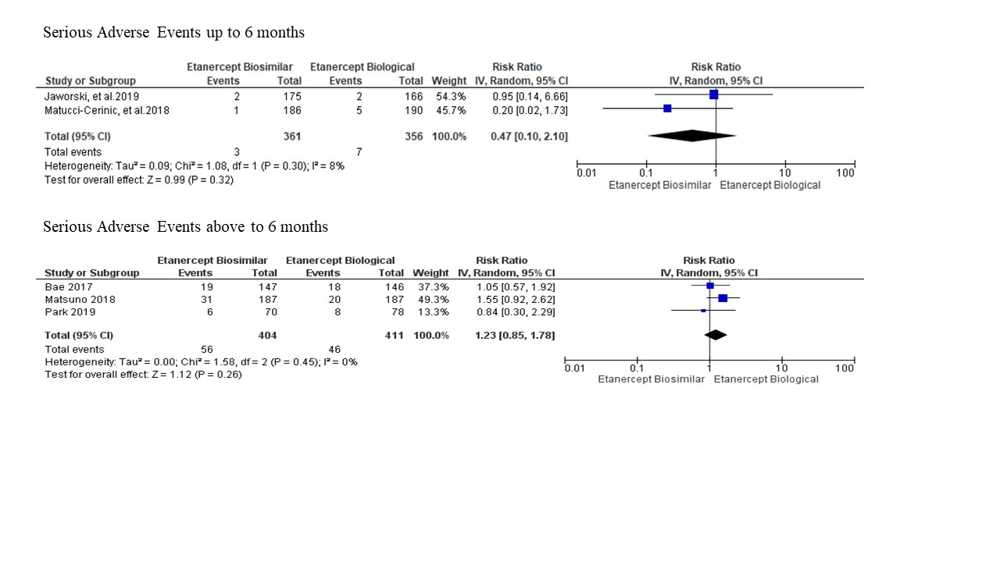 Serious Adverse Events up to 6 months
Etanercept Biosimilar Etanercept Biological Risk Ratio Risk Ratio
Study or Subgroup Events Total Events Total Weight IV, Random, 95% CI IV, Random, 95% CI
Jaworski, et al.2019 2 175 2 166 54.3% 0.95 [0.14, 6.66]
Matucci-Cerinic, et al.2018 1 186 5 190 45.7% 0.20 [0.02, 1.73]
Total (95% CI) 361 356 100.0% 0.47 [0.10, 2.10]
Total events 3 7
Heterogeneity: Tau² = 0.09; Chi² = 1.08, df = 1 (P = 0.30); I² = 8%
Test for overall effect: Z = 0.99 (P = 0.32)
0.01 0.1 1 10 100
Etanercept Biosimilar Etanercept Biological
Serious Adverse Events above to 6 months
Etanercept Biosimilar Etanercept Biological Risk Ratio Risk Ratio
Study or Subgroup Events Total Events Total Weight IV, Random, 95% CI IV, Random, 95% CI
Bae 2017 19 147 18 146 37.3% 1.05 [0.57, 1.92]
Matsuno 2018 31 187 20 187 49.3% 1.55 [0.92, 2.62]
Park 2019 6 70 8 78 13.3% 0.84 [0.30, 2.29]
Total (95% CI) 404 411 100.0% 1.23 [0.85, 1.78]
Total events 56 46
Heterogeneity: Tau² = 0.00; Chi² = 1.58, df = 2 (P = 0.45); I² = 0%
Test for overall effect: Z = 1.12 (P = 0.26)
0.01 0.1 1 10 100
Etanercept Biosimilar Etanercept Biological